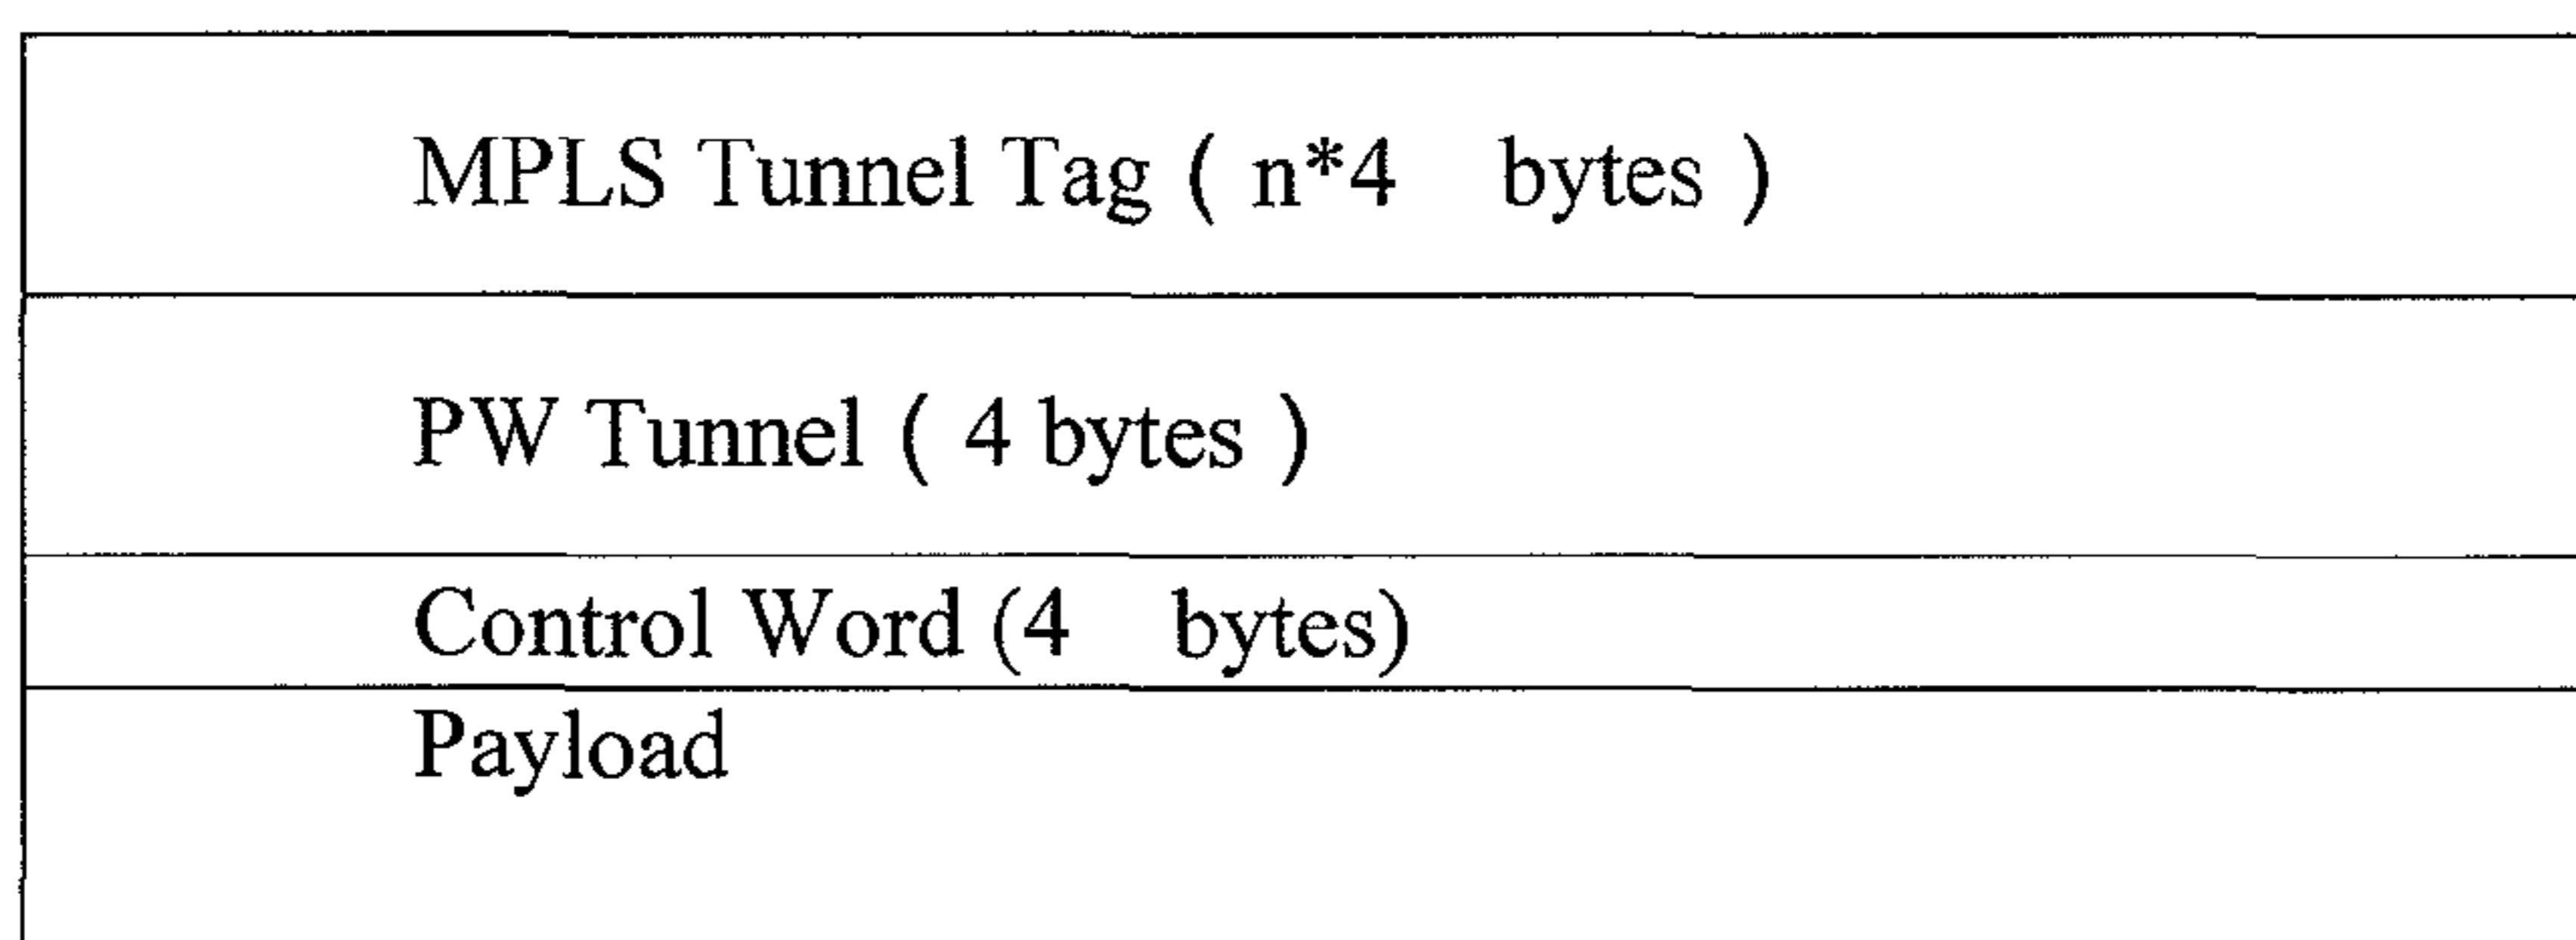 MPLS Tunnel Tag ( n*4 bytes )
PW Tunnel ( 4 bytes )
Control Word (4 bytes)
Payload